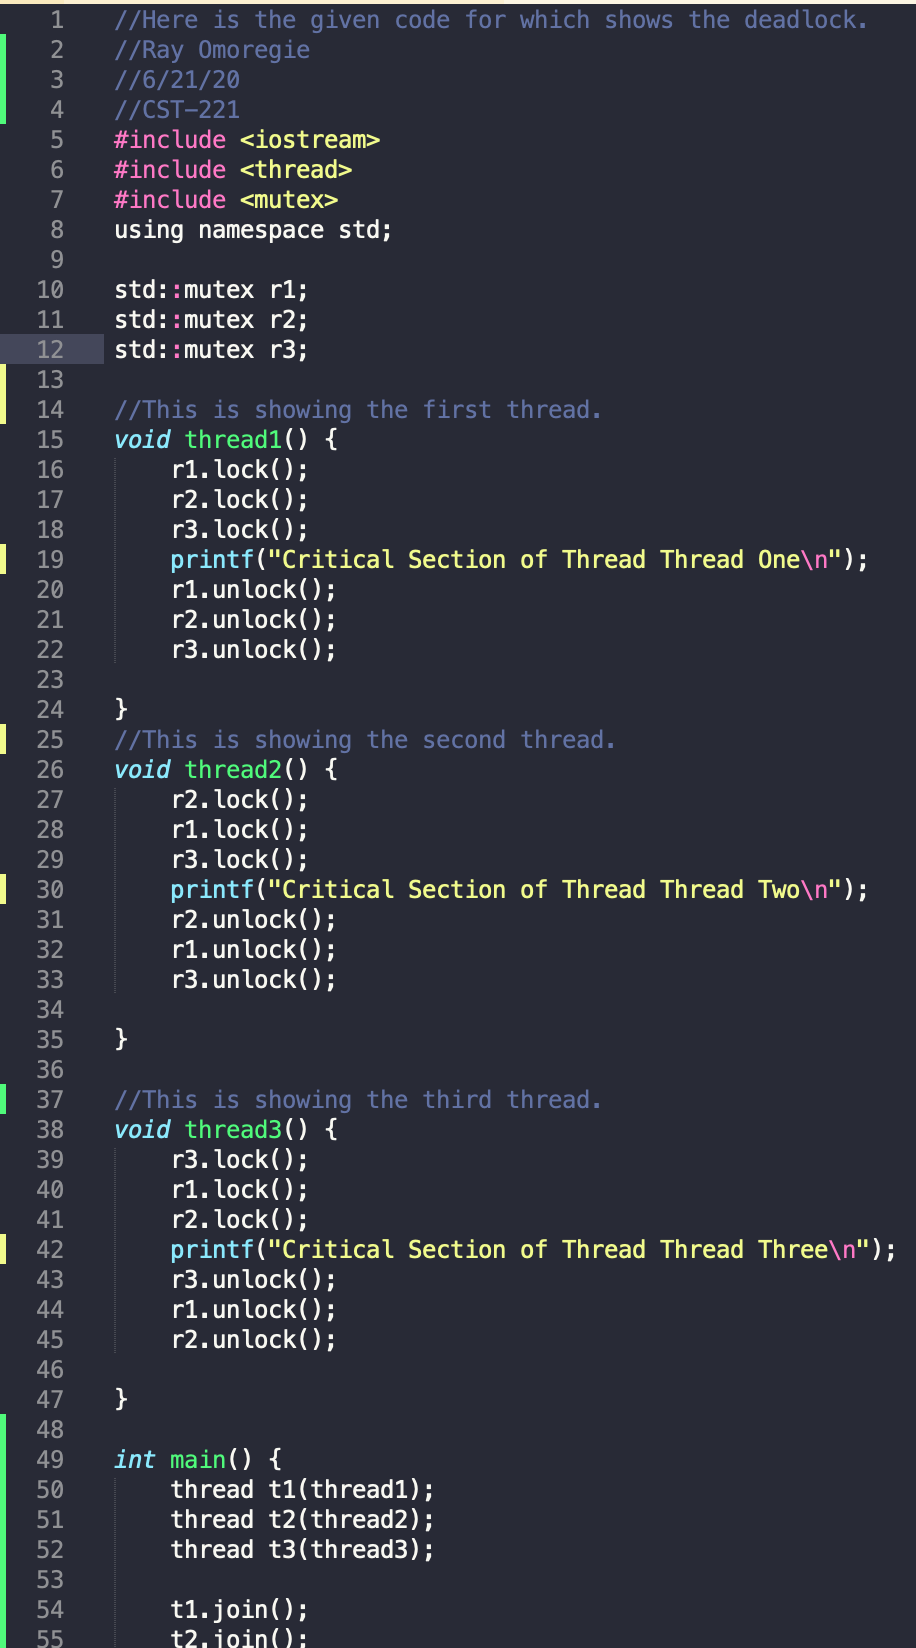 1 //Here is the given code for which shows the deadlock.
2 //Ray Omoregie
3 //6/21/20
4 //CST-221
5 #include <iostream>
6 #include <thread>
7 #include <mutex>
8 using namespace std;
9
10 std::mutex r1;
11 std::mutex r2;
12 std::mutex r3;
13
14 //This is showing the first thread.
15 void thread1() {
16 r1.lock();
17 r2.lock();
18 r3.lock();
19 printf("Critical Section of Thread Thread One\n");
20 r1.unlock();
21 r2.unlock();
22 r3.unlock();
23
24 }
25 //This is showing the second thread.
26 void thread2() {
27 r2.lock();
28 r1.lock();
29 r3.lock();
30 printf("Critical Section of Thread Thread Two\n");
31 r2.unlock();
32 r1.unlock();
33 r3.unlock();
34
35 }
36
37 //This is showing the third thread.
38 void thread3() {
39 r3.lock();
40 r1.lock();
41 r2.lock();
42 printf("Critical Section of Thread Thread Three\n");
43 r3.unlock();
44 r1.unlock();
45 r2.unlock();
46
47 }
48
49 int main() {
50 thread t1(thread1);
51 thread t2(thread2);
52 thread t3(thread3);
53
54 t1.join();
55 t2.join();